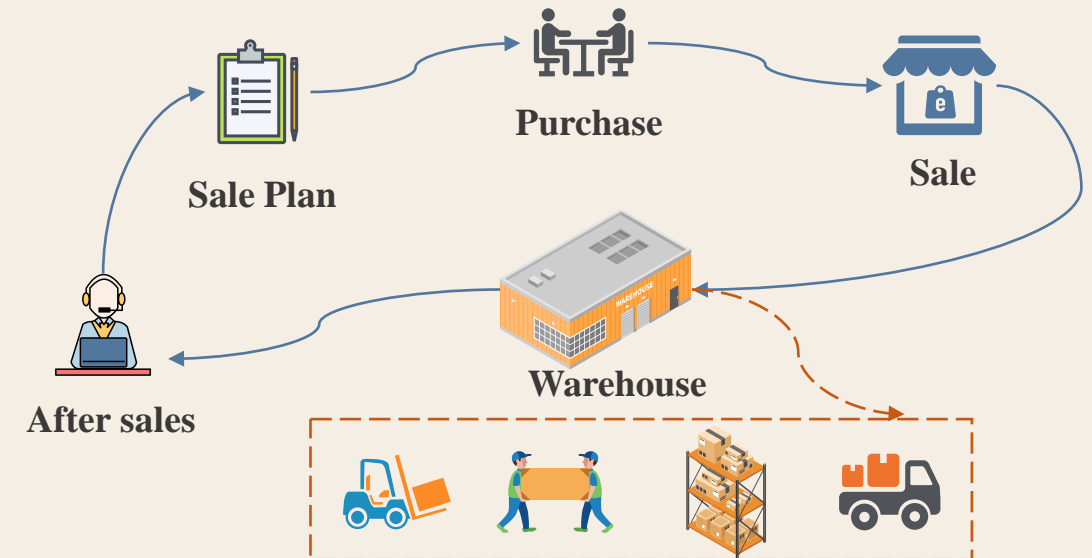 Purchase
e
Sale
Sale Plan
WAREHOUSE
Warehouse
After sales